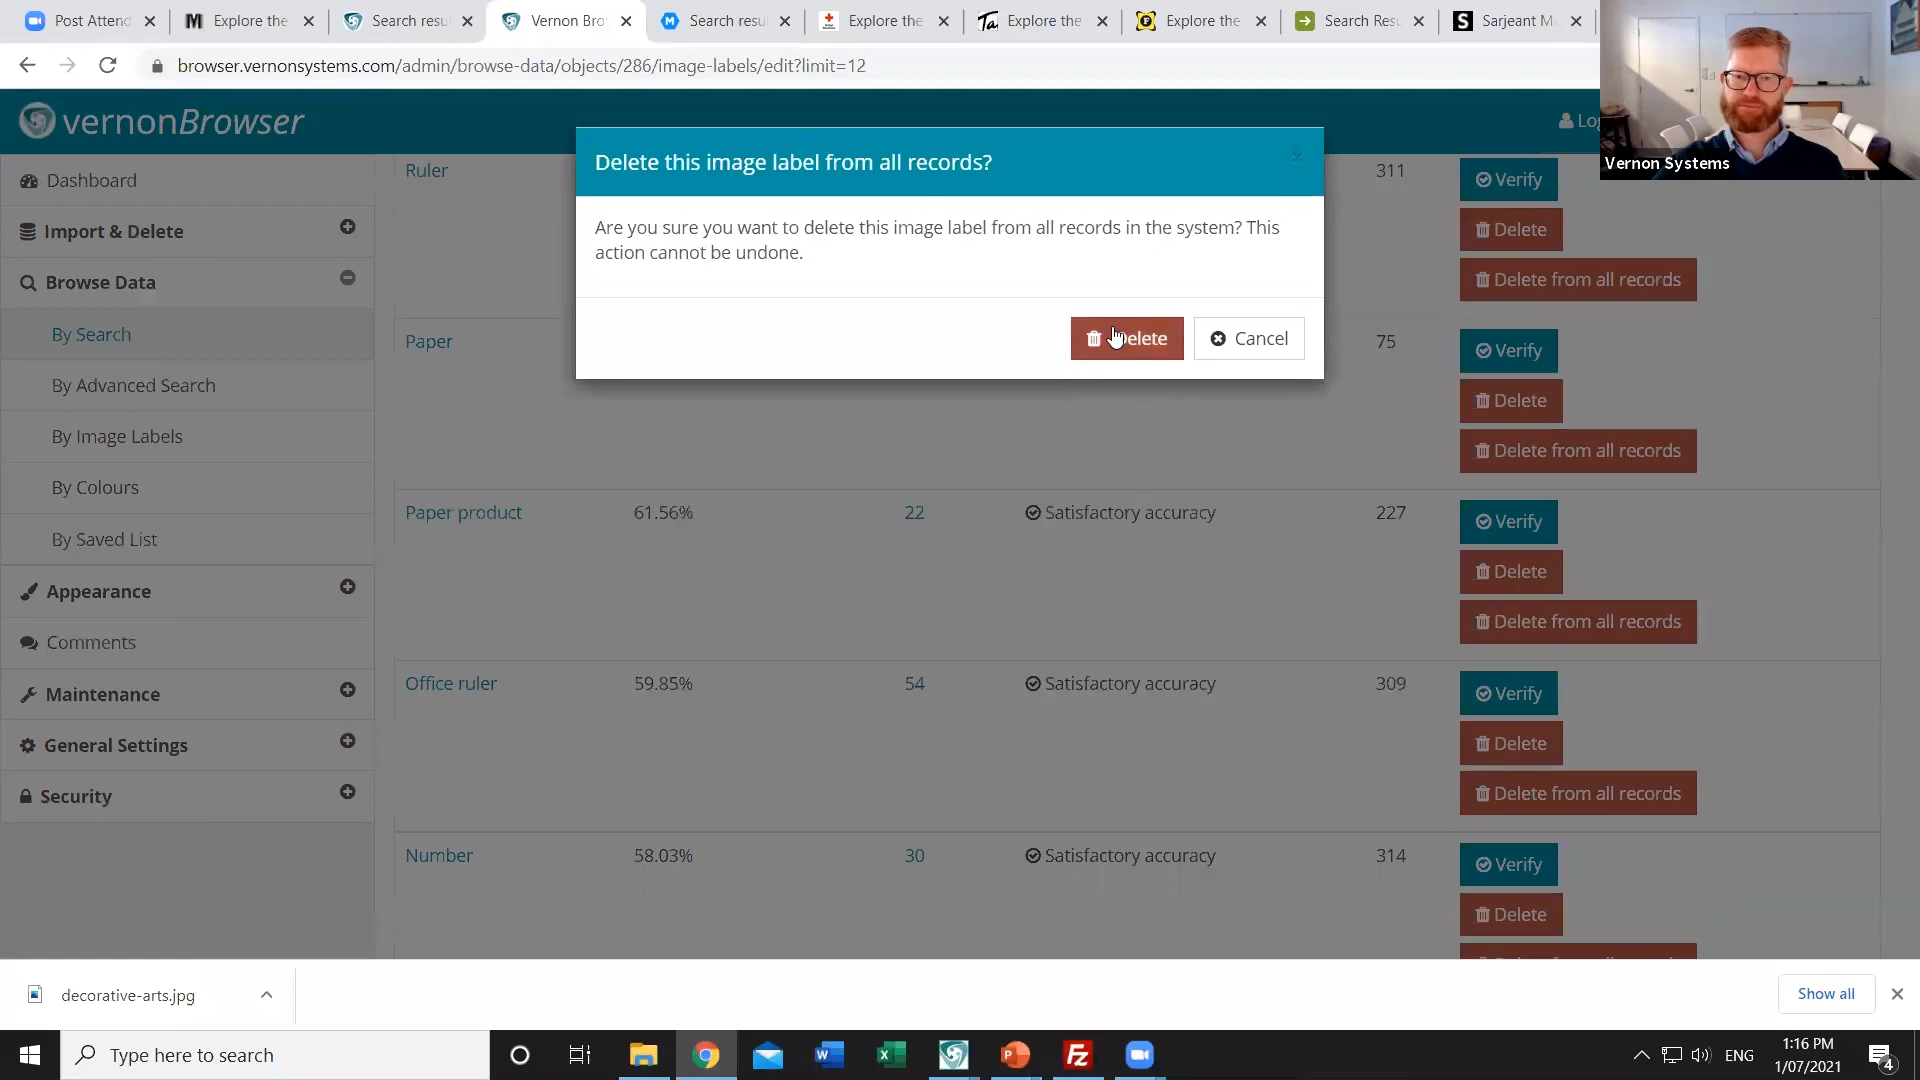 Post Attend
Explore the
Search resu
Vernon Bro
Search resu
Explore the
Explore the
Explore the
Search Res
Sarjeant M
browser.vernonsystems.com/admin/browse-data/objects/286/image-labels/edit?limit=12
vernonBrowser
Log
Vernon Systems
Dashboard
Import & Delete
Browse Data
By Search
By Advanced Search
By Image Labels
By Colours
By Saved List
Appearance
Comments
Maintenance
General Settings
Security
Delete this image label from all records?
Are you sure you want to delete this image label from all records in the system? This
action cannot be undone.
Delete
Cancel
Ruler 311 Verify
Delete
Delete from all records
Paper 75 Verify
Delete
Delete from all records
Paper product 61.56% 22 Satisfactory accuracy 227 Verify
Delete
Delete from all records
Office ruler 59.85% 54 Satisfactory accuracy 309 Verify
Delete
Delete from all records
Number 58.03% 30 Satisfactory accuracy 314 Verify
Delete
decorative-arts.jpg
Show all
Type here to search
ENG
1:16 PM
1/07/2021
4